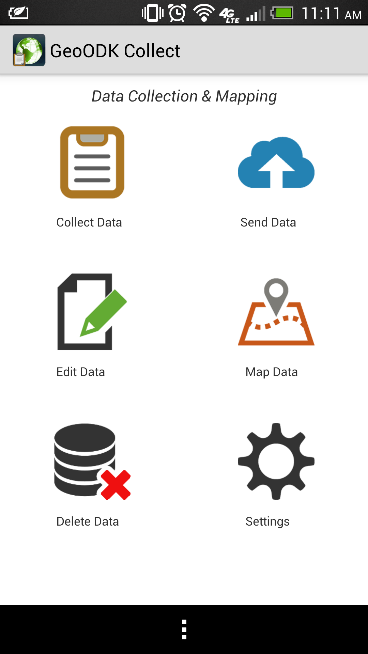 4G LTE 11:11 AM
GeoODK Collect
Data Collection & Mapping
Collect Data
Send Data
Edit Data
Map Data
Delete Data
Settings